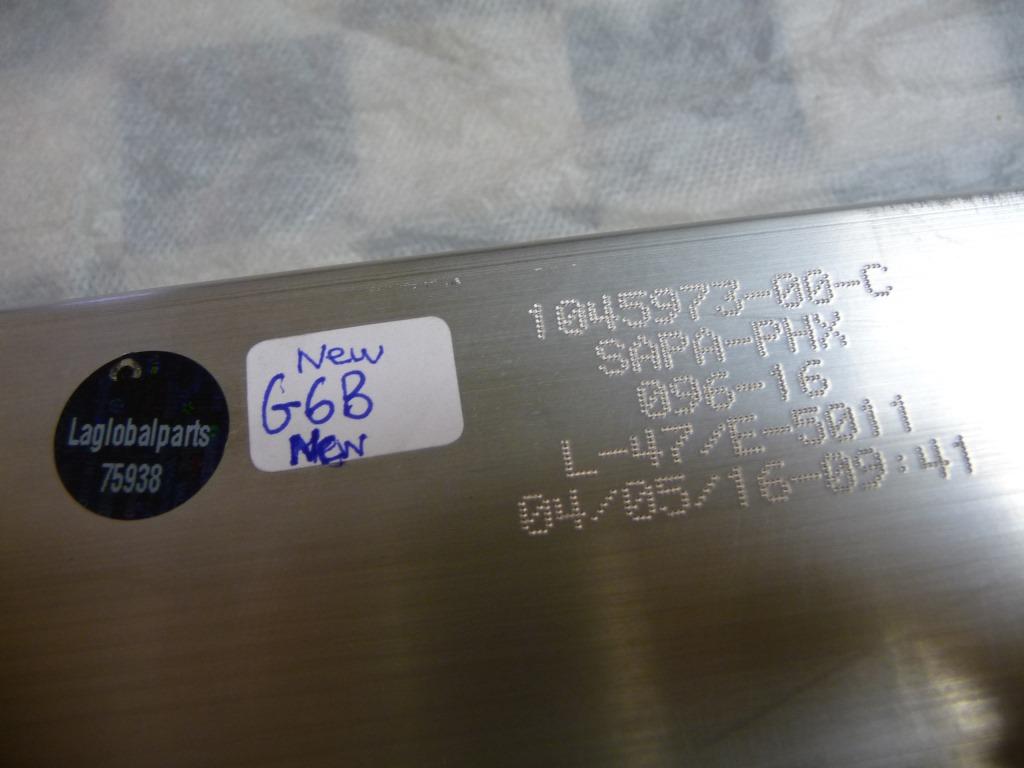 Laglobalparts
75938
New
G6B
New
1045973-00-C
SAPA-PHX
096-16
L-47/E-5011
04/05/16-09:41